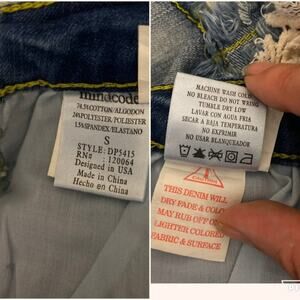 mindcode
74.5%COTTON/ALGODON
24%POLYESTER/POLIESTER
1.5%SPANDEX/ELASTANO
S
STYLE: DP5415
RN# : 120064
Designed in USA
Made in China
Hecho en China
MACHINE WASH COLD
NO BLEACH DO NOT WRING
TUMBLE DRY LOW
LAVAR CON AGUA FRIA
SECAR A BAJA TEMPERATURA
NO EXPRIMIR
NO USAR BLANQUEADOR
CAUTION
THIS DENIM WILL
DRY FADE & COLOR
MAY RUB OFF ON
LIGHTER COLORED
FABRIC & SURFACE